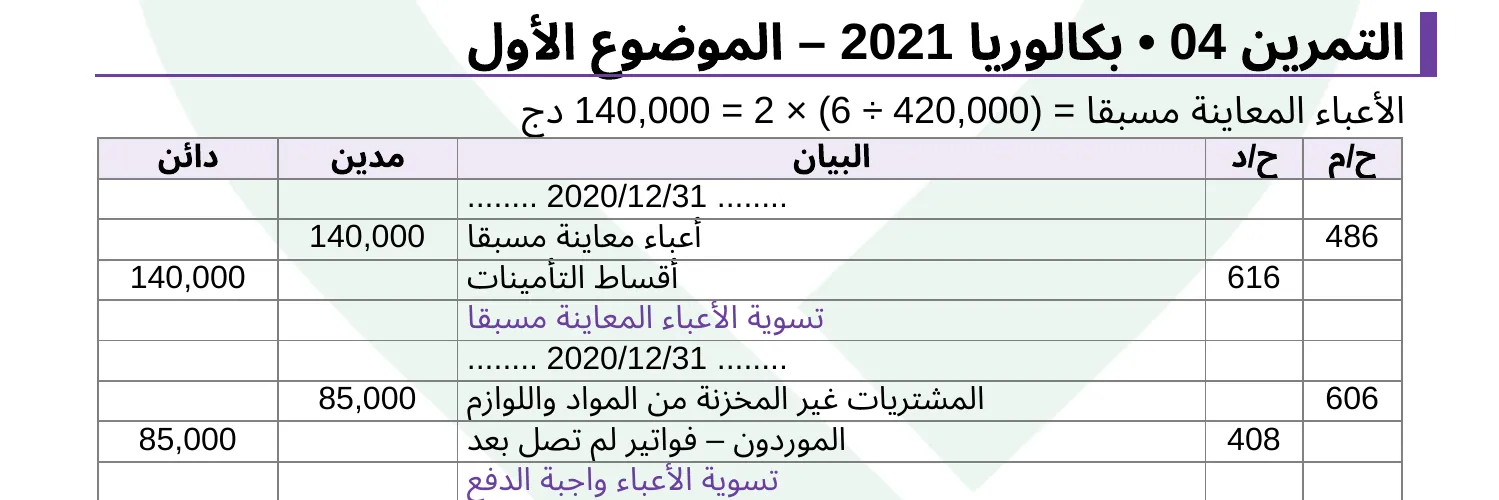 التمرين 04 • بكالوريا 2021 – الموضوع الأول
الأعباء المعاينة مسبقا = (420,000 ÷ 6) × 2 = 140,000 دج
ح/م ح/د البيان مدين دائن
........ 2020/12/31 ........
486 أعباء معاينة مسبقا 140,000
616 أقساط التأمينات 140,000
تسوية الأعباء المعاينة مسبقا
........ 2020/12/31 ........
606 المشتريات غير المخزنة من المواد واللوازم 85,000
408 الموردون – فواتير لم تصل بعد 85,000
تسوية الأعباء واجبة الدفع